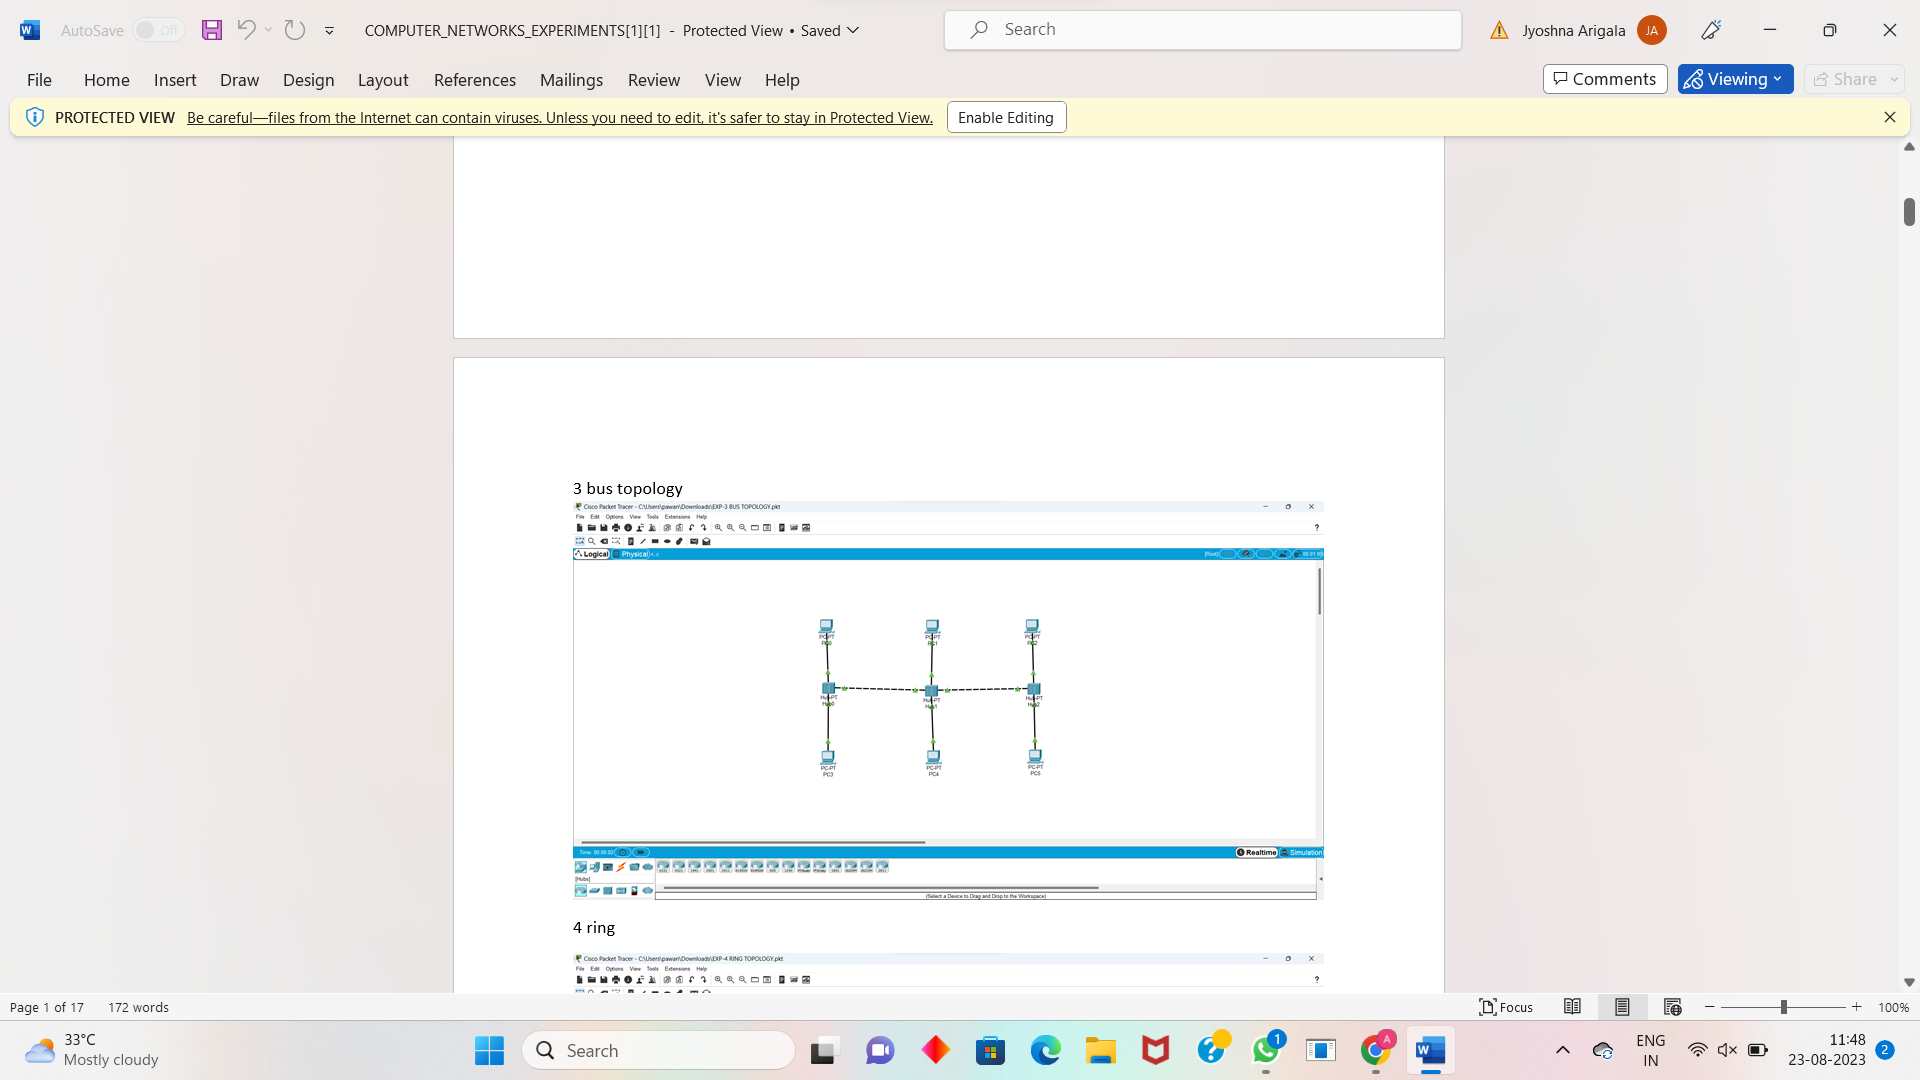 AutoSave Off COMPUTER_NETWORKS_EXPERIMENTS[1][1] - Protected View • Saved Search Jyoshna Arigala JA
File Home Insert Draw Design Layout References Mailings Review View Help Comments Viewing Share
PROTECTED VIEW Be careful—files from the Internet can contain viruses. Unless you need to edit, it's safer to stay in Protected View. Enable Editing
3 bus topology
Cisco Packet Tracer - C:\Users\pawan\Downloads\EXP-3 BUS TOPOLOGY.pkt
File Edit Options View Tools Extensions Help
Logical Physical x, y [Root]
PC-PT PC-PT PC-PT
PC0 PC1 PC2
Hub-PT Hub-PT Hub-PT
Hub0 Hub1 Hub2
PC-PT PC-PT PC-PT
PC3 PC4 PC5
Time: 00:00:02 Realtime Simulation
[Hubs]
(Select a Device to Drag and Drop to the Workspace)
4 ring
Cisco Packet Tracer - C:\Users\pawan\Downloads\EXP-4 RING TOPOLOGY.pkt
File Edit Options View Tools Extensions Help
Page 1 of 17 172 words Focus 100%
33°C
Mostly cloudy
Search
1
A
ENG
IN
11:48
23-08-2023
2